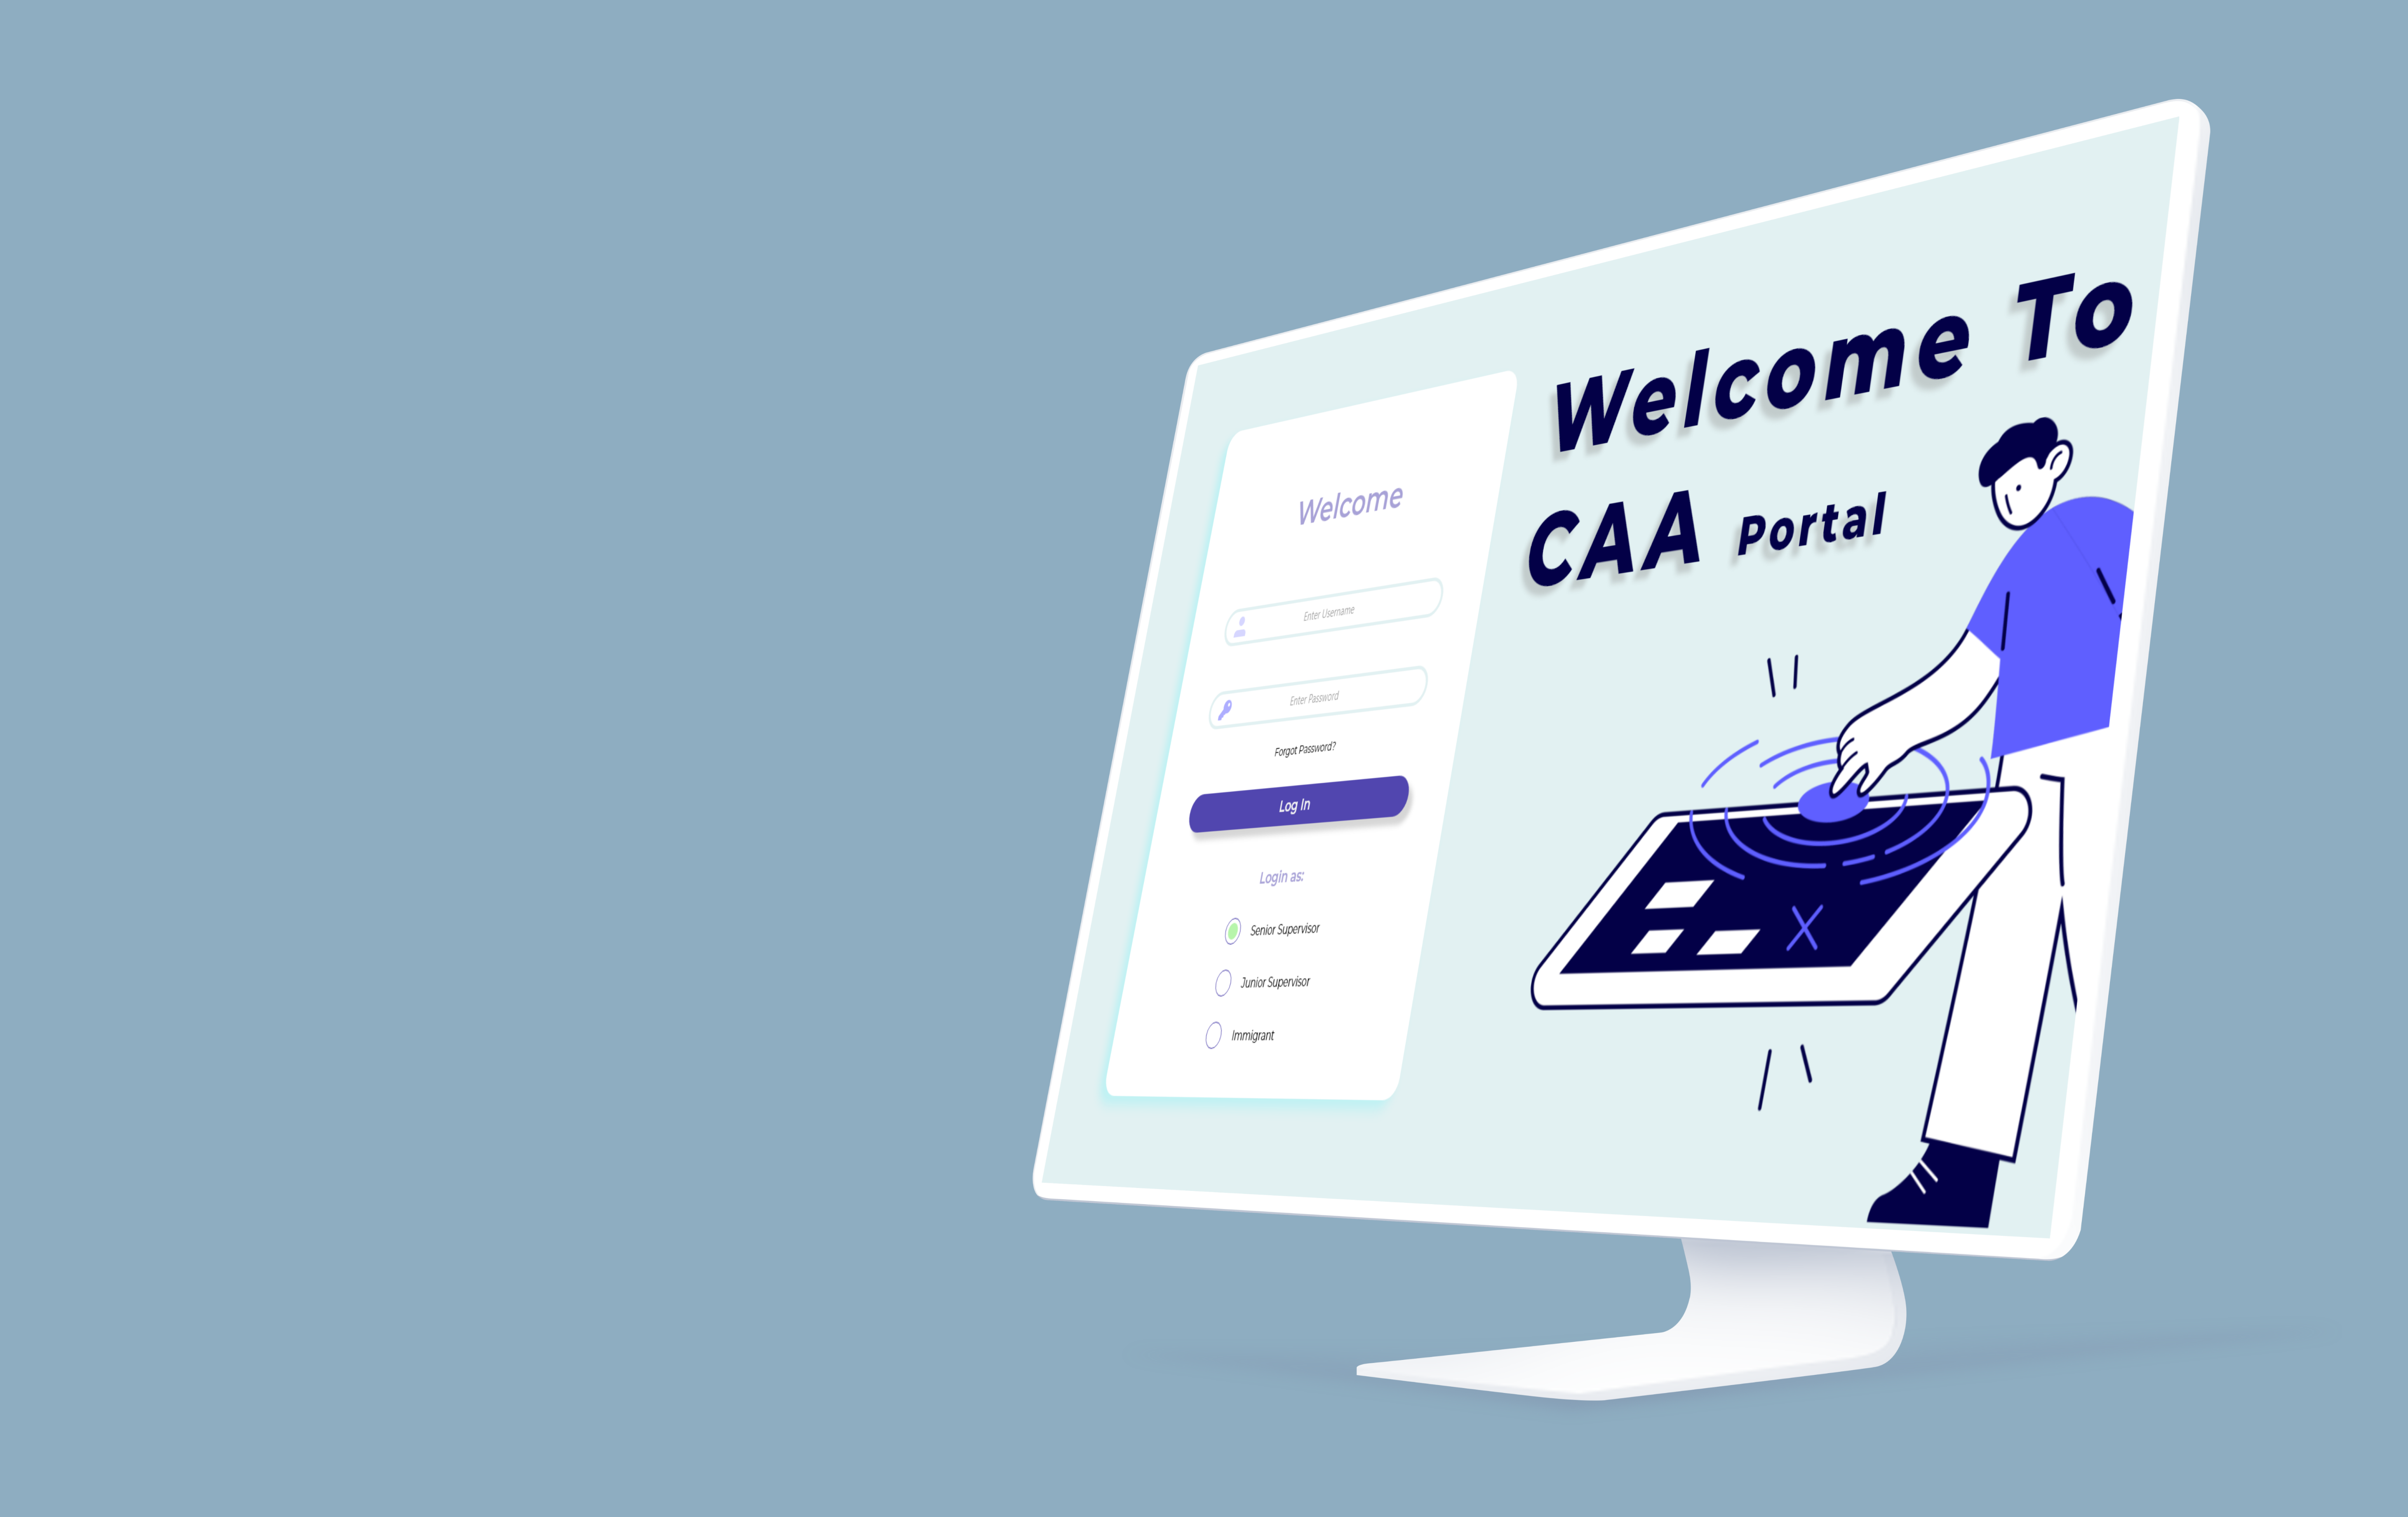 Welcome To
CAA Portal
Welcome
Enter Username
Enter Password
Forgot Password?
Log In
Login as:
Senior Supervisor
Junior Supervisor
Immigrant